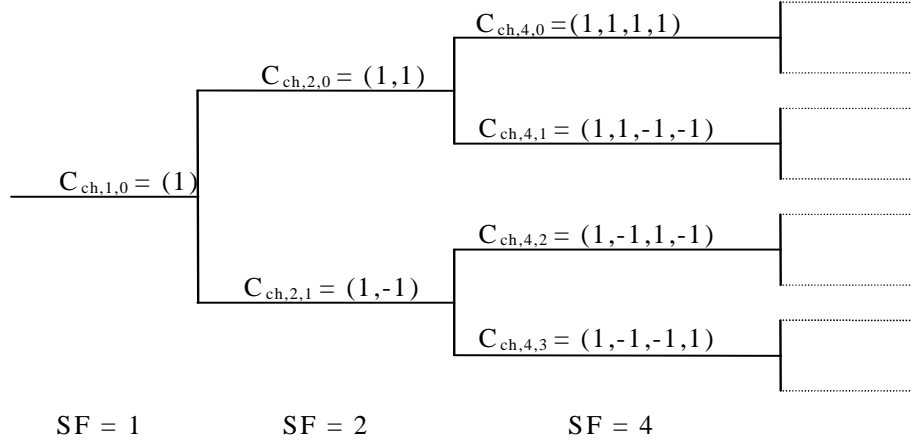 C ch,4,0 =(1,1,1,1)
C ch,2,0 = (1,1)
C ch,4,1 = (1,1,-1,-1)
C ch,1,0 = (1)
C ch,4,2 = (1,-1,1,-1)
C ch,2,1 = (1,-1)
C ch,4,3 = (1,-1,-1,1)
SF = 1
SF = 2
SF = 4